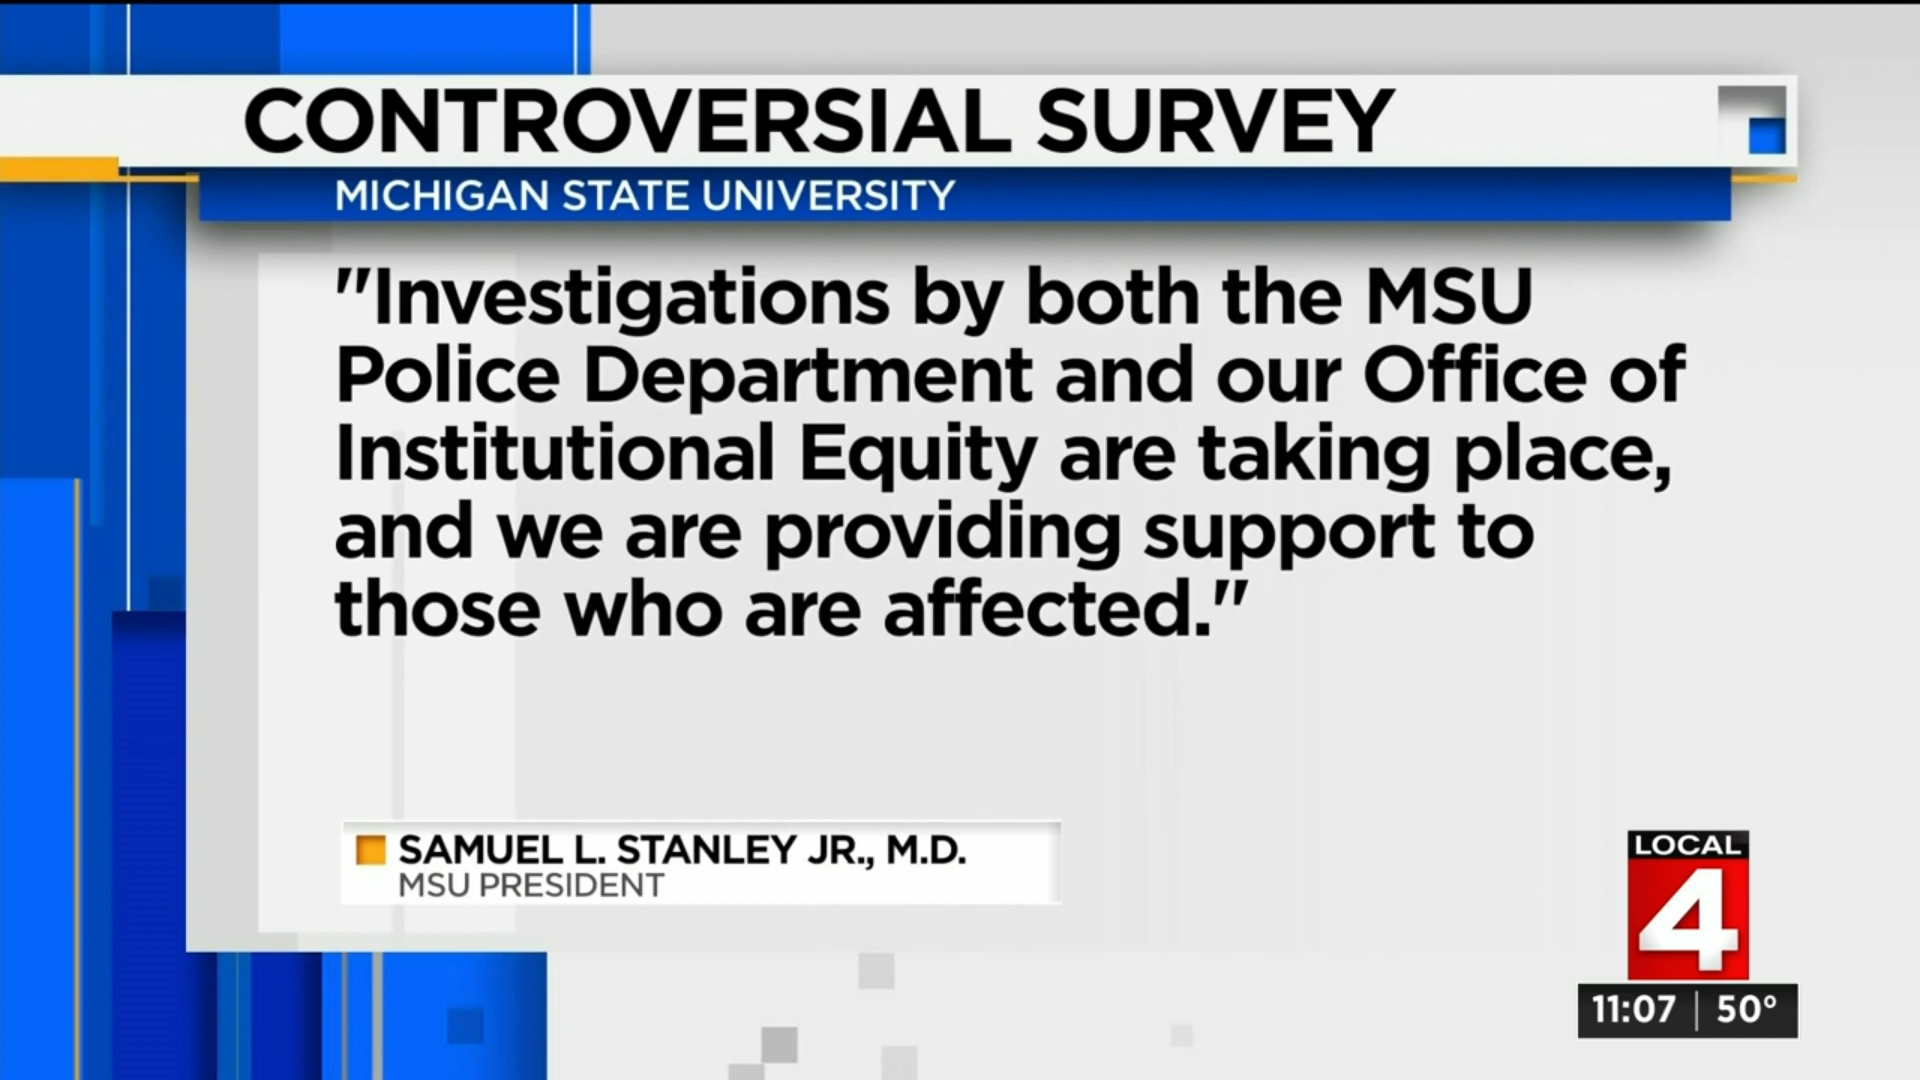 CONTROVERSIAL SURVEY
MICHIGAN STATE UNIVERSITY
"Investigations by both the MSU
Police Department and our Office of
Institutional Equity are taking place,
and we are providing support to
those who are affected."
SAMUEL L. STANLEY JR., M.D.
MSU PRESIDENT
LOCAL
4
11:07 | 50°